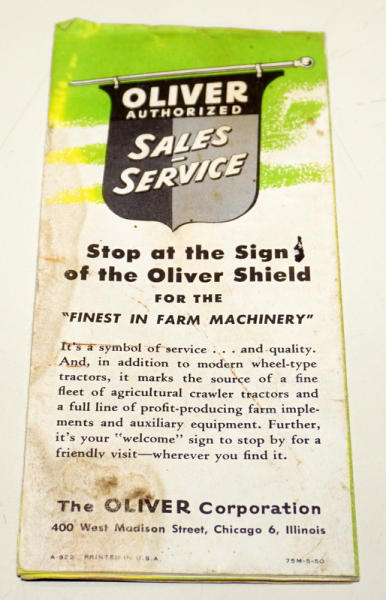 OLIVER
AUTHORIZED
SALES
SERVICE
Stop at the Sign
of the Oliver Shield
FOR THE
"FINEST IN FARM MACHINERY"
It's a symbol of service . . . and quality.
And, in addition to modern wheel-type
tractors, it marks the source of a fine
fleet of agricultural crawler tractors and
a full line of profit-producing farm imple-
ments and auxiliary equipment. Further,
it's your "welcome" sign to stop by for a
friendly visit—wherever you find it.
The OLIVER Corporation
400 West Madison Street, Chicago 6, Illinois
A-922 PRINTED IN U.S.A. 75M-5-50